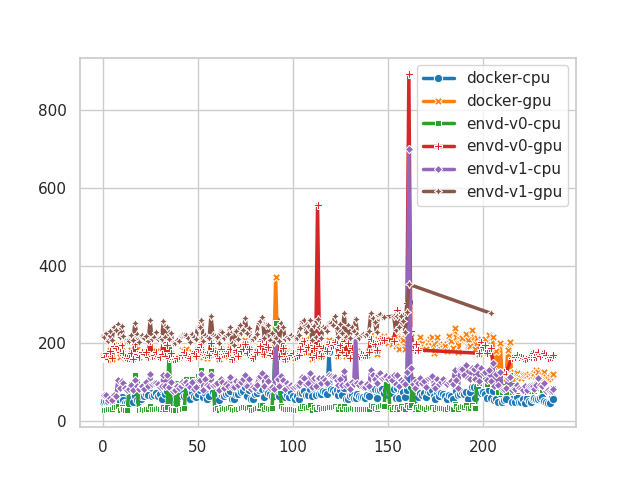 docker-cpu
docker-gpu
envd-v0-cpu
envd-v0-gpu
envd-v1-cpu
envd-v1-gpu
800
600
400
200
0
0 50 100 150 200